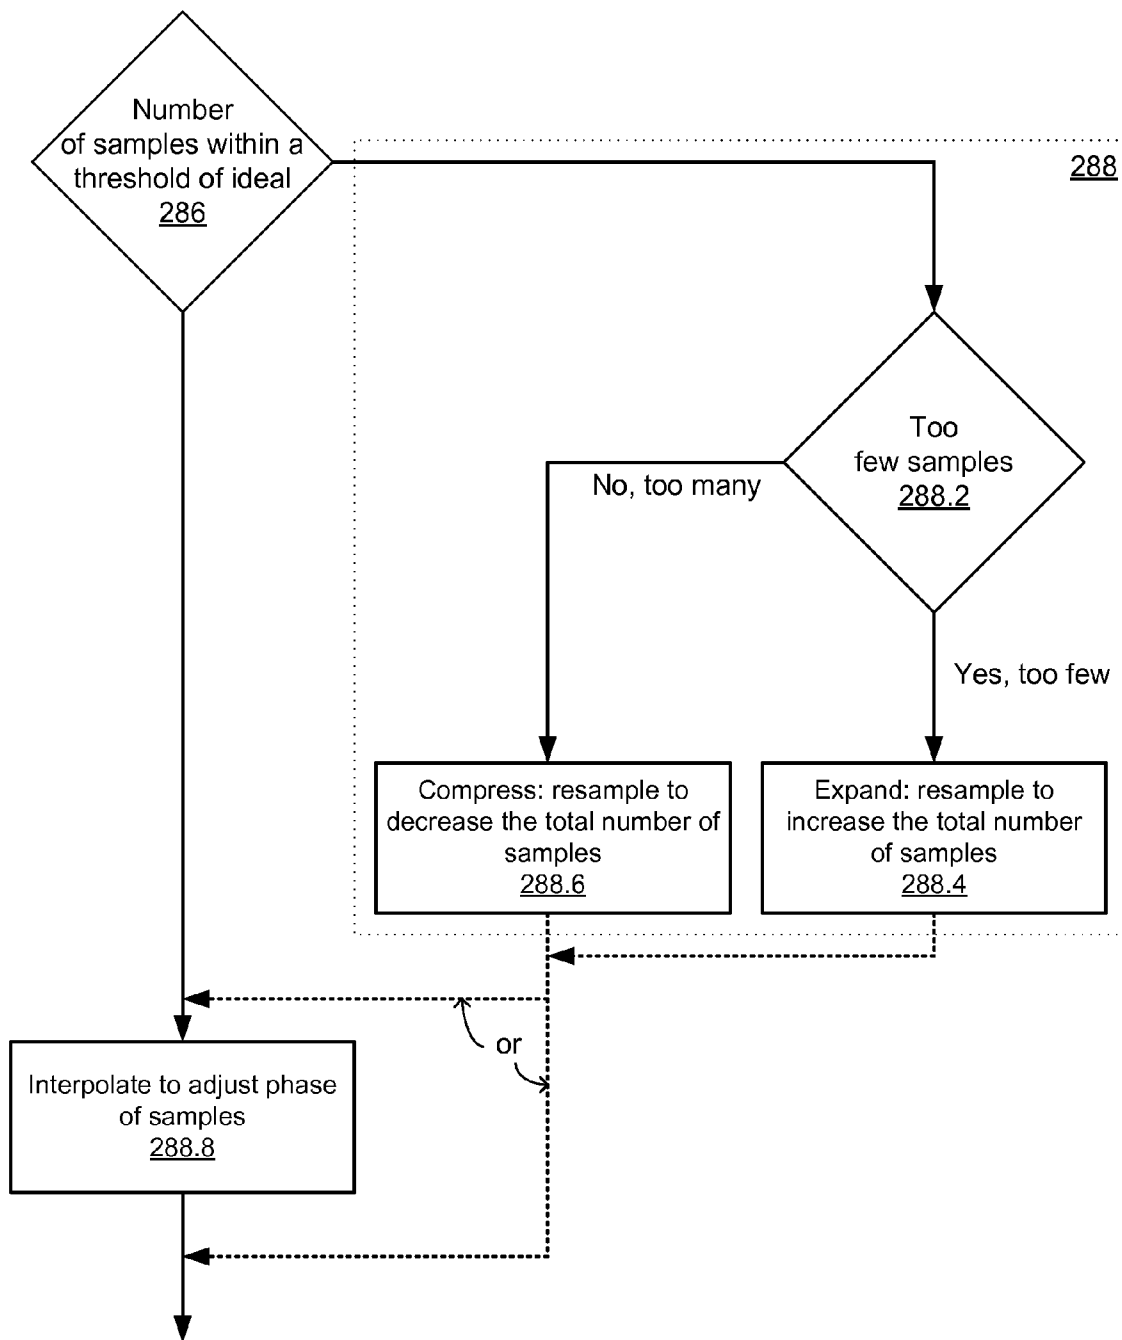 Number
of samples within a
threshold of ideal
286
288
Too
few samples
288.2
No, too many
Yes, too few
Compress: resample to
decrease the total number of
samples
288.6
Expand: resample to
increase the total number
of samples
288.4
or
Interpolate to adjust phase
of samples
288.8